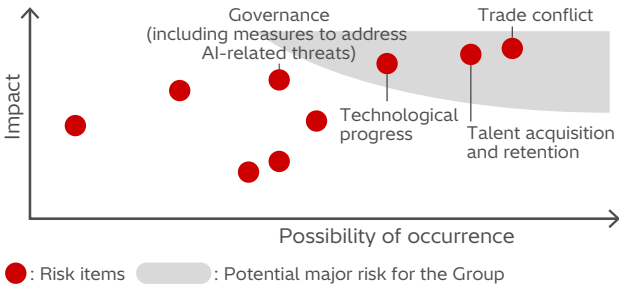 Governance
(including measures to address
AI-related threats)
Trade conflict
Impact
Technological
progress
Talent acquisition
and retention
Possibility of occurrence
: Risk items
: Potential major risk for the Group